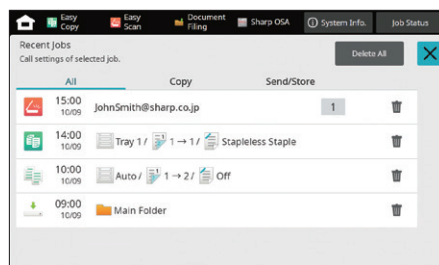 Easy Copy
Easy Scan
Document Filing
Sharp OSA
System Info.
Job Status
Recent Jobs
Call settings of selected job.
Delete All
All Copy Send/Store
15:00 JohnSmith@sharp.co.jp 1
10/09
14:00 Tray 1 / 1 → 1 / Stapleless Staple
10/09
10:00 Auto / 1 → 2 / Off
10/09
09:00 Main Folder
10/09